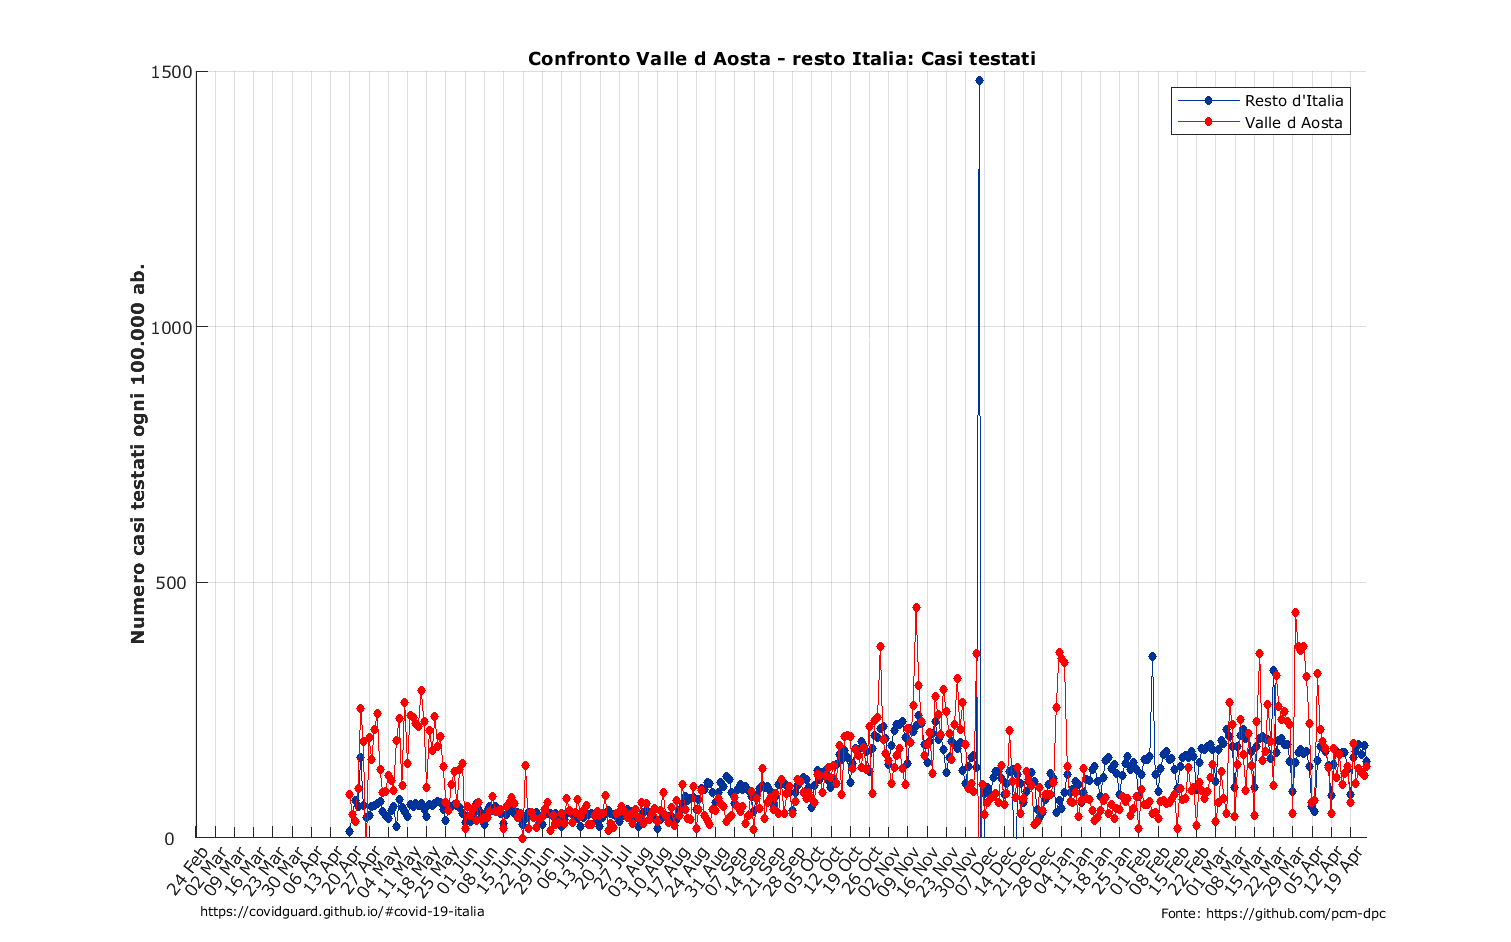 Confronto Valle d Aosta - resto Italia: Casi testati
Resto d'Italia
Valle d Aosta
Numero casi testati ogni 100.000 ab.
1500
1000
500
0
24 Feb
02 Mar
09 Mar
16 Mar
23 Mar
30 Mar
06 Apr
13 Apr
20 Apr
27 Apr
04 May
11 May
18 May
25 May
01 Jun
08 Jun
15 Jun
22 Jun
29 Jun
06 Jul
13 Jul
20 Jul
27 Jul
03 Aug
10 Aug
17 Aug
24 Aug
31 Aug
07 Sep
14 Sep
21 Sep
28 Sep
05 Oct
12 Oct
19 Oct
26 Oct
02 Nov
09 Nov
16 Nov
23 Nov
30 Nov
07 Dec
14 Dec
21 Dec
28 Dec
04 Jan
11 Jan
18 Jan
25 Jan
01 Feb
08 Feb
15 Feb
22 Feb
01 Mar
08 Mar
15 Mar
22 Mar
29 Mar
05 Apr
12 Apr
19 Apr
https://covidguard.github.io/#covid-19-italia
Fonte: https://github.com/pcm-dpc